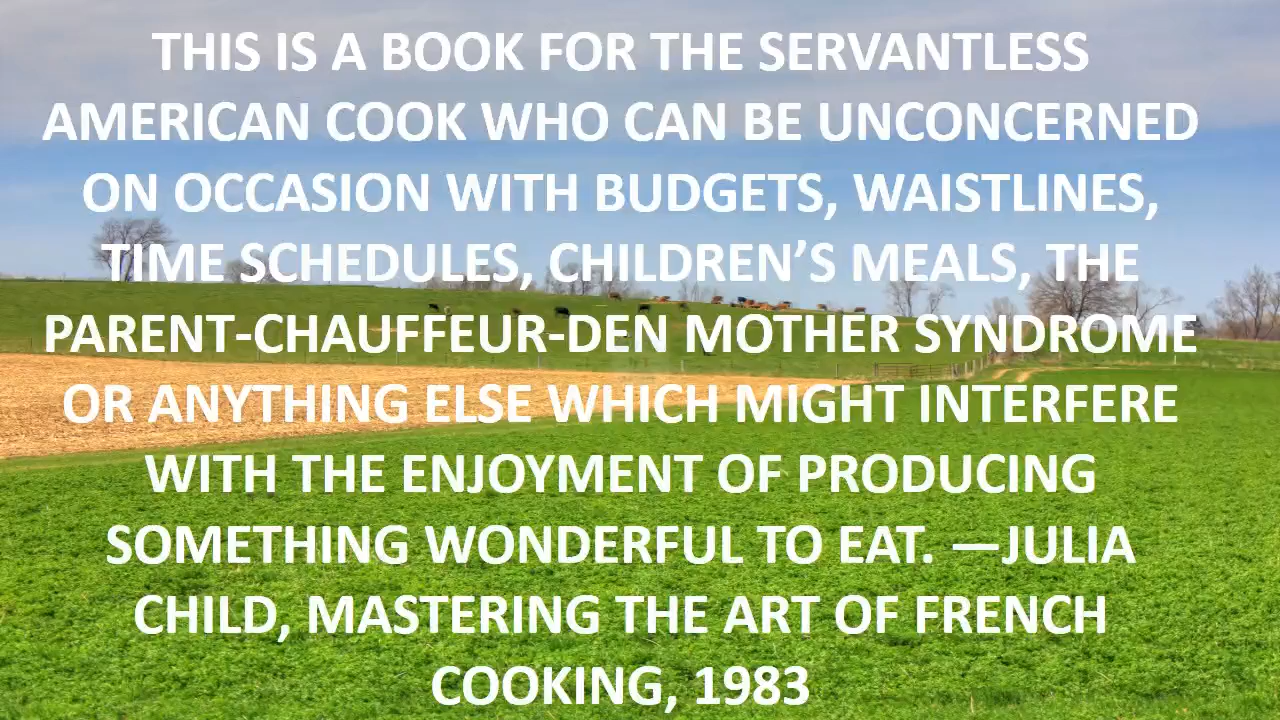 THIS IS A BOOK FOR THE SERVANTLESS
AMERICAN COOK WHO CAN BE UNCONCERNED
ON OCCASION WITH BUDGETS, WAISTLINES,
TIME SCHEDULES, CHILDREN’S MEALS, THE
PARENT-CHAUFFEUR-DEN MOTHER SYNDROME
OR ANYTHING ELSE WHICH MIGHT INTERFERE
WITH THE ENJOYMENT OF PRODUCING
SOMETHING WONDERFUL TO EAT. —JULIA
CHILD, MASTERING THE ART OF FRENCH
COOKING, 1983